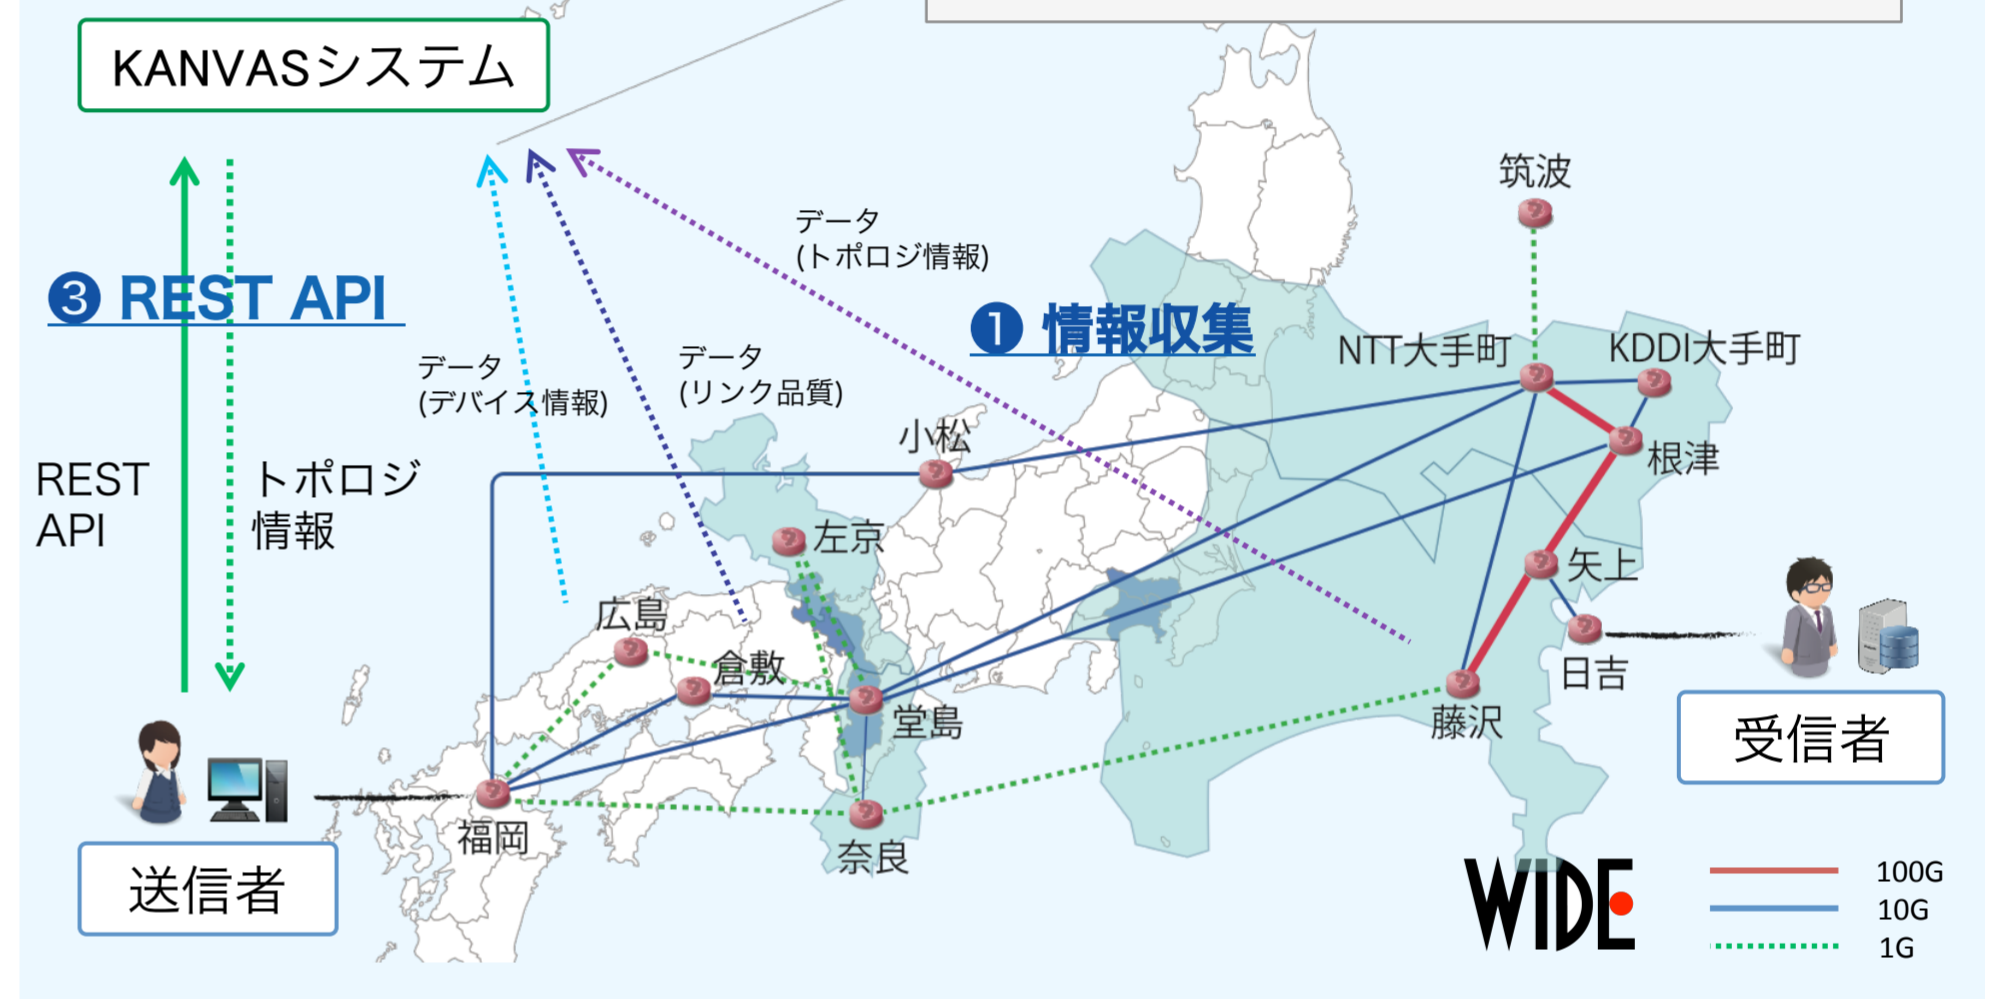 KANVASシステム
筑波
データ
(トポロジ情報)
❸ REST API
❶ 情報収集
NTT大手町
KDDI大手町
データ
(デバイス情報)
データ
(リンク品質)
小松
根津
REST
API
トポロジ
情報
左京
矢上
広島
倉敷
日吉
堂島
藤沢
受信者
福岡
奈良
送信者
WIDE
100G
10G
1G